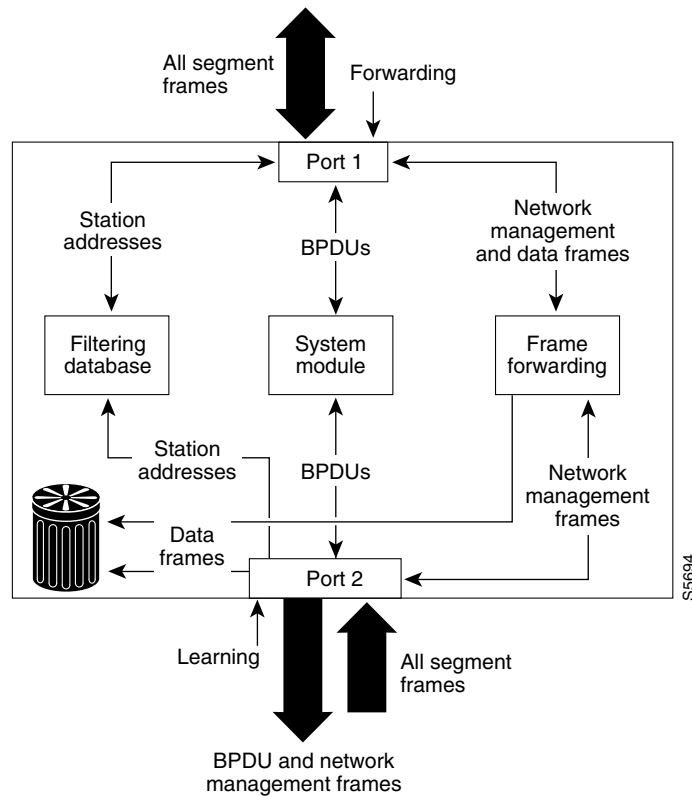 All segment
frames
Forwarding
Port 1
Station
addresses
BPDUs
Network
management
and data frames
Filtering
database
System
module
Frame
forwarding
Station
addresses
BPDUs
Network
management
frames
Data
frames
Port 2
S5694
Learning
All segment
frames
BPDU and network
management frames